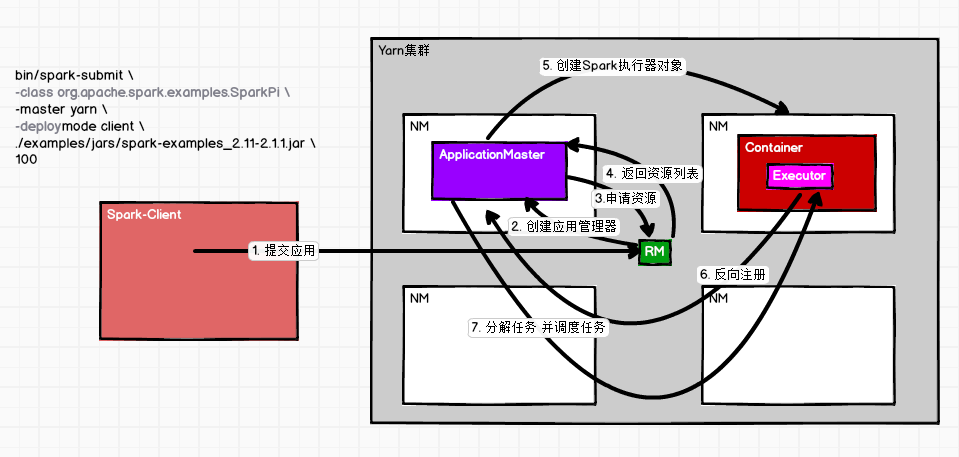 Yarn集群
5. 创建Spark执行器对象
bin/spark-submit \
-class org.apache.spark.examples.SparkPi \
-master yarn \
-deploymode client \
./examples/jars/spark-examples_2.11-2.1.1.jar \
100
NM
NM
ApplicationMaster
Container
Executor
4. 返回资源列表
3.申请资源
Spark-Client
2. 创建应用管理器
1. 提交应用
RM
6. 反向注册
NM
NM
7. 分解任务 并调度任务